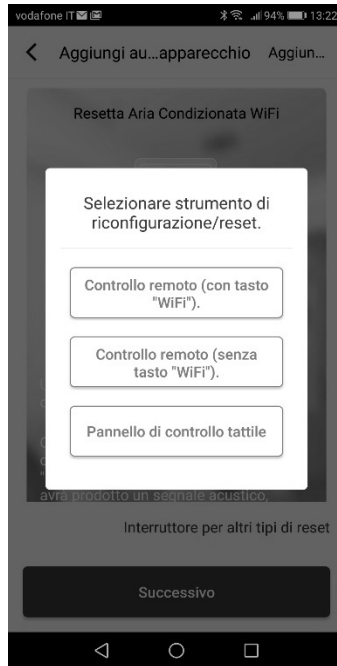 vodafone IT 94% 13:22
Aggiungi au...apparecchio Aggiun...
Resetta Aria Condizionata WiFi
Selezionare strumento di
riconfigurazione/reset.
Controllo remoto (con tasto
"WiFi").
Controllo remoto (senza
tasto "WiFi").
Pannello di controllo tattile
avrà prodotto un segnale acustico,
Interruttore per altri tipi di reset
Successivo